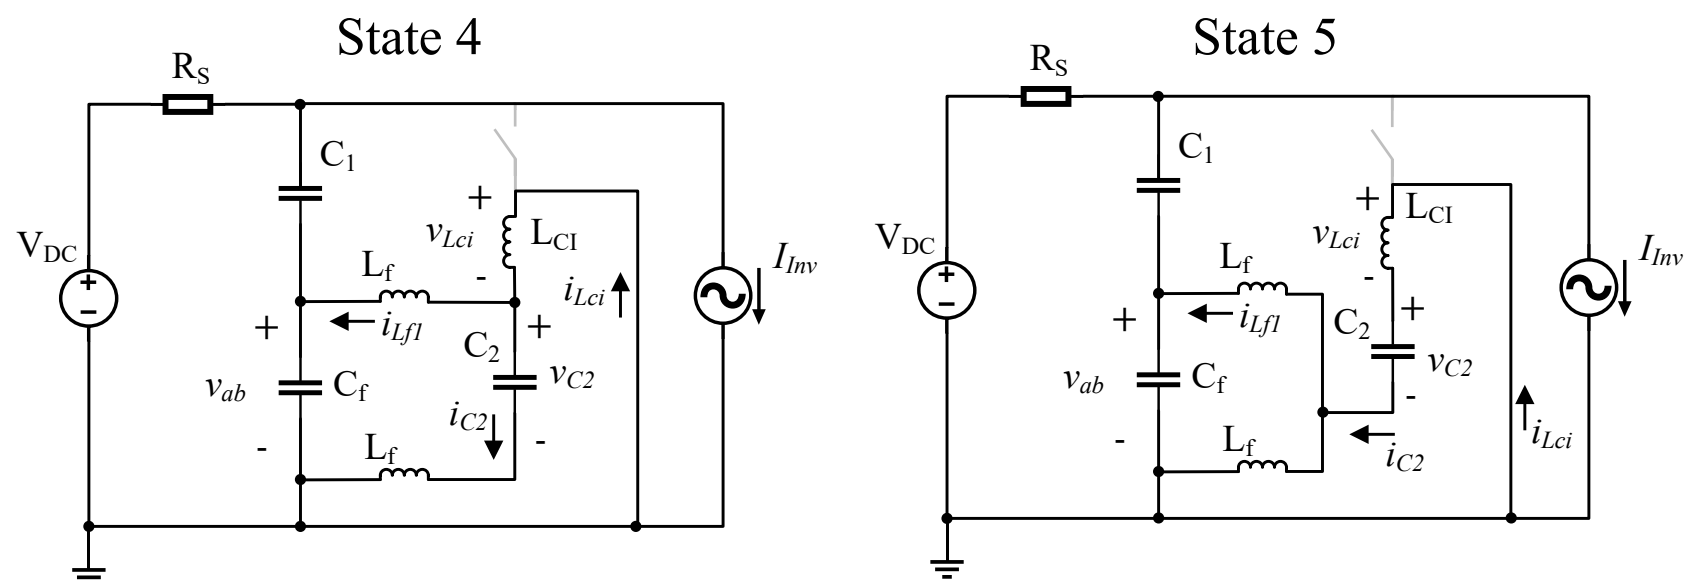 State 4
R_S
C_1
+
v_Lci
L_CI
-
V_DC
+
-
L_f
i_Lf1
i_Lci
I_Inv
+
v_ab
-
C_f
C_2
+
v_C2
-
i_C2
L_f
State 5
R_S
C_1
+
v_Lci
L_CI
-
V_DC
+
-
L_f
i_Lf1
I_Inv
+
v_ab
-
C_f
C_2
+
v_C2
-
i_C2
i_Lci
L_f